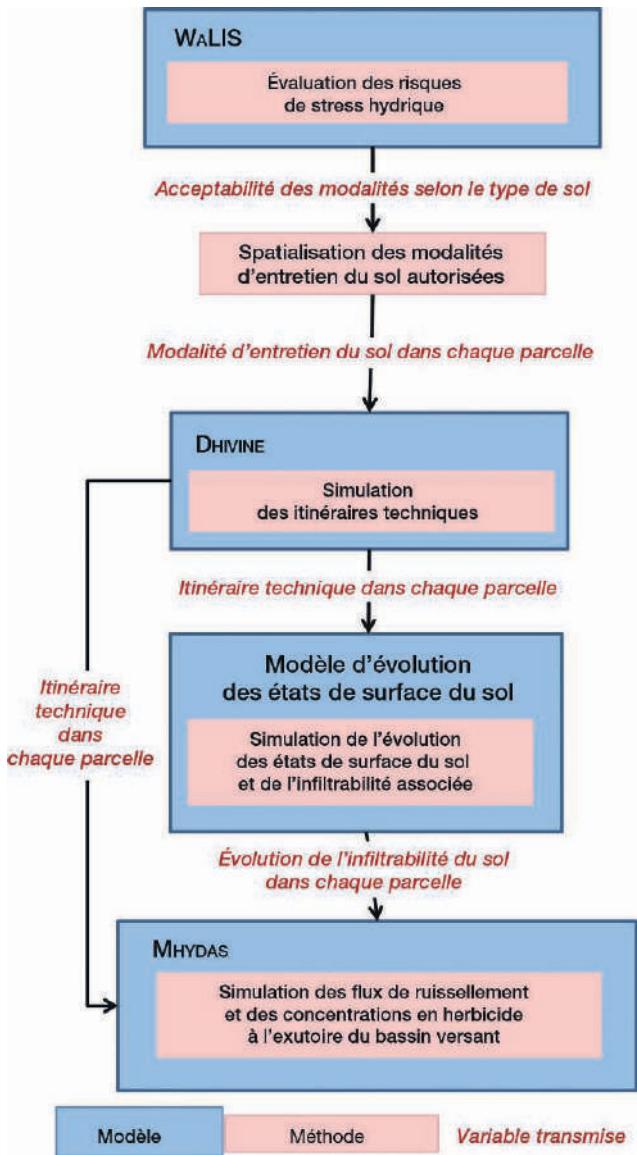 WaLIS
Évaluation des risques
de stress hydrique
Acceptabilité des modalités selon le type de sol
Spatialisation des modalités
d'entretien du sol autorisées
Modalité d'entretien du sol dans chaque parcelle
DHIVINE
Simulation
des itinéraires techniques
Itinéraire technique dans chaque parcelle
Modèle d'évolution
des états de surface du sol
Simulation de l'évolution
des états de surface du sol
et de l'infiltrabilité associée
Itinéraire
technique
dans
chaque parcelle
Évolution de l'infiltrabilité du sol
dans chaque parcelle
MHYDAS
Simulation des flux de ruissellement
et des concentrations en herbicide
à l'exutoire du bassin versant
Modèle
Méthode
Variable transmise